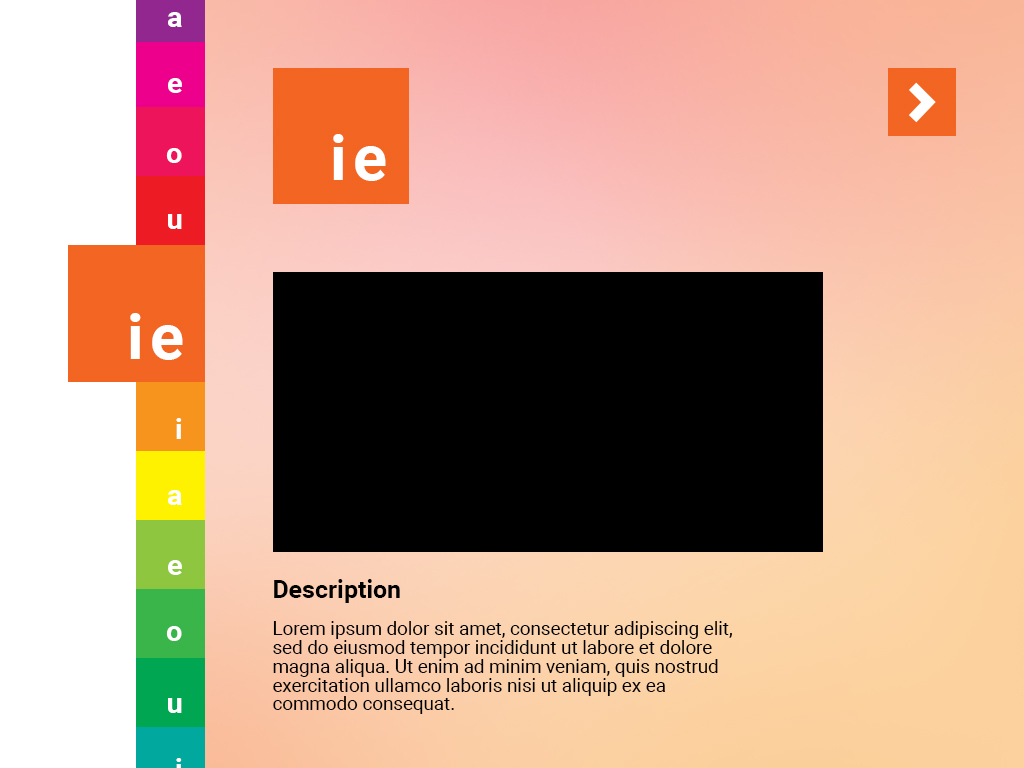 a
e
o
u
ie
i
a
e
o
u
i
ie
Description
Lorem ipsum dolor sit amet, consectetur adipiscing elit,
sed do eiusmod tempor incididunt ut labore et dolore
magna aliqua. Ut enim ad minim veniam, quis nostrud
exercitation ullamco laboris nisi ut aliquip ex ea
commodo consequat.